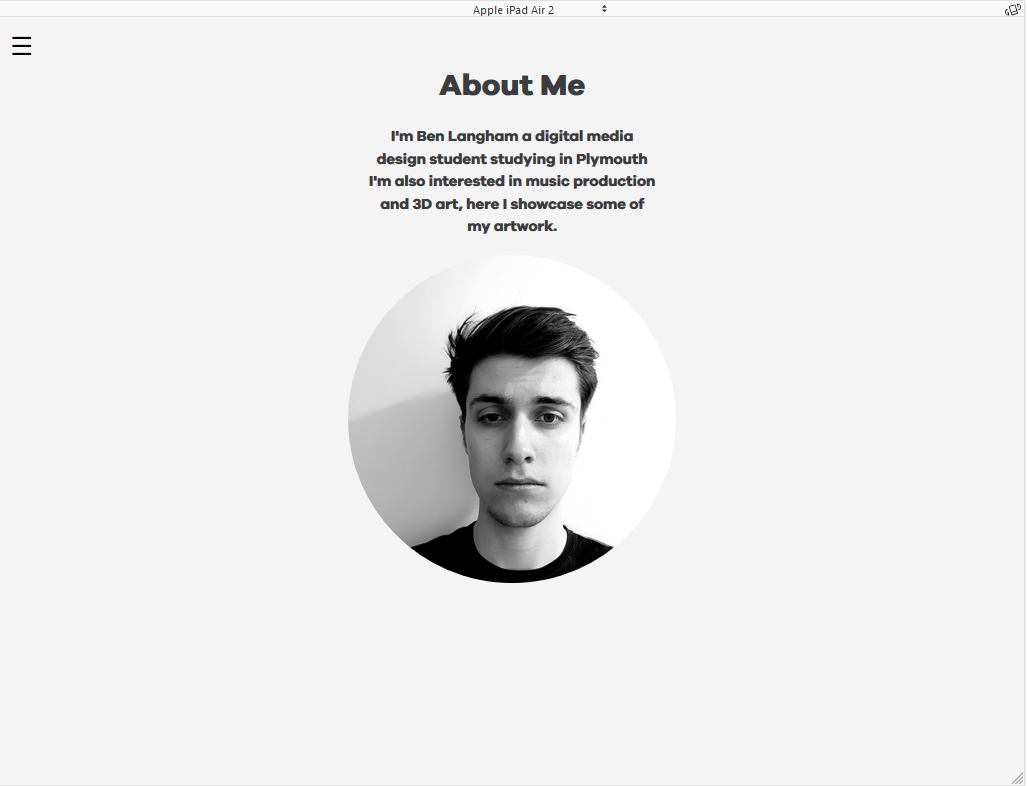 Apple iPad Air 2
About Me
I'm Ben Langham a digital media
design student studying in Plymouth
I'm also interested in music production
and 3D art, here I showcase some of
my artwork.